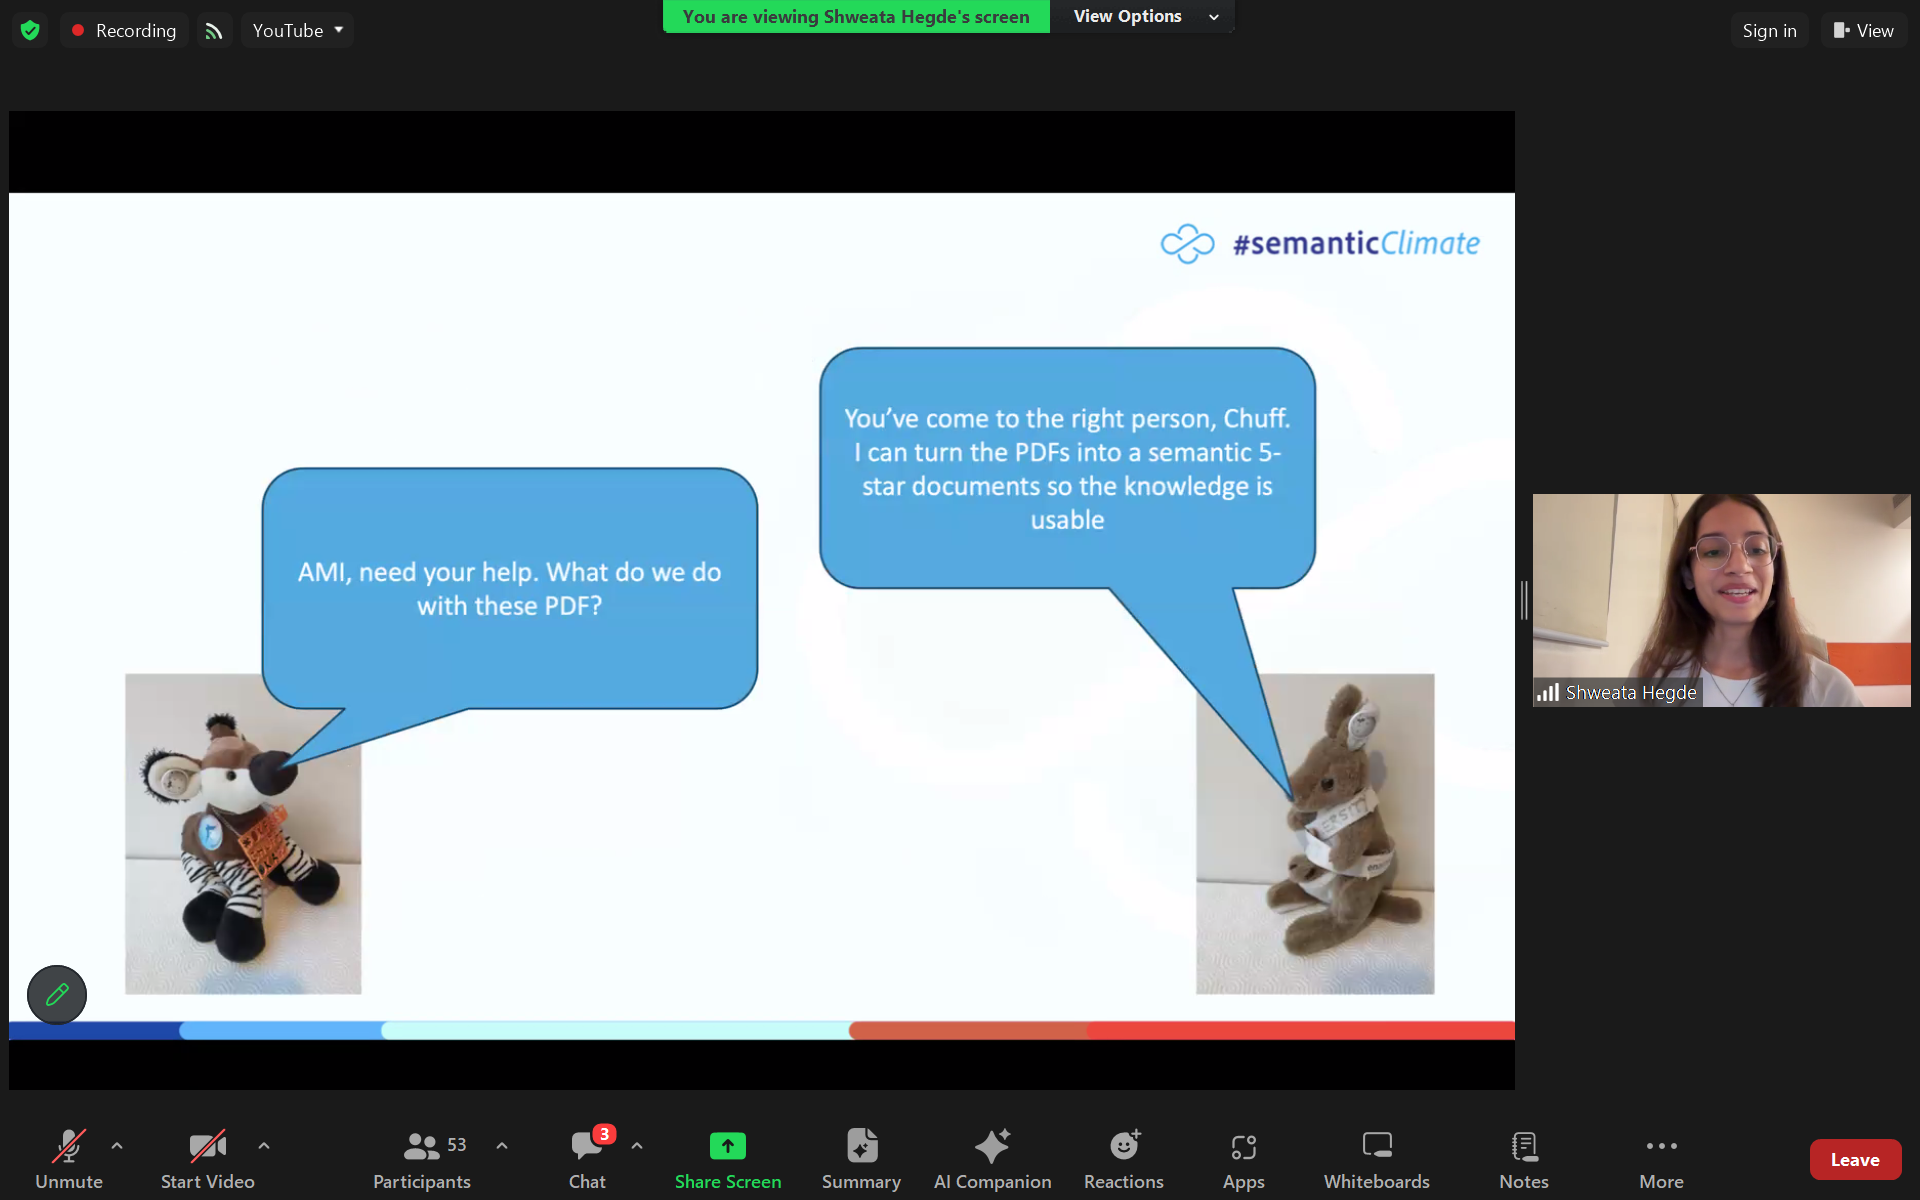 Recording
YouTube
You are viewing Shweata Hegde's screen
View Options
Sign in
View
#semanticClimate
You've come to the right person, Chuff.
I can turn the PDFs into a semantic 5-
star documents so the knowledge is
usable
AMI, need your help. What do we do
with these PDF?
ERSITY
Shweata Hegde
Unmute
Start Video
53
Participants
3
Chat
Share Screen
Summary
AI Companion
Reactions
Apps
Whiteboards
Notes
More
Leave